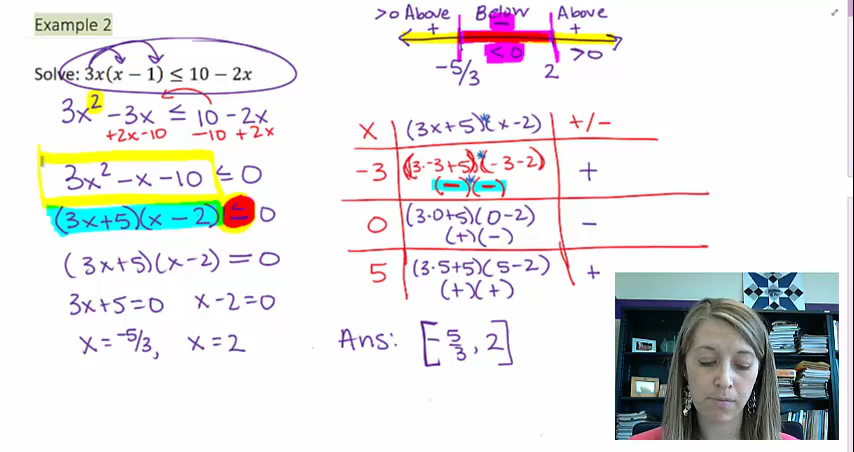 Example 2
Solve: 3x(x − 1) ≤ 10 − 2x
3x² − 3x ≤ 10 − 2x
+2x −10 −10 +2x
3x² − x − 10 ≤ 0
(3x+5)(x−2) ≤ 0
(3x+5)(x−2) = 0
3x+5=0 x−2=0
x=−5/3, x=2
>0 Above Below Above
+ − +
<0 >0
−5/3 2
x (3x+5)(x−2) +/−
−3 (3·−3+5)(−3−2) +
(−)(−)
0 (3·0+5)(0−2) −
(+)(−)
5 (3·5+5)(5−2) +
(+)(+)
Ans: [−5/3, 2]